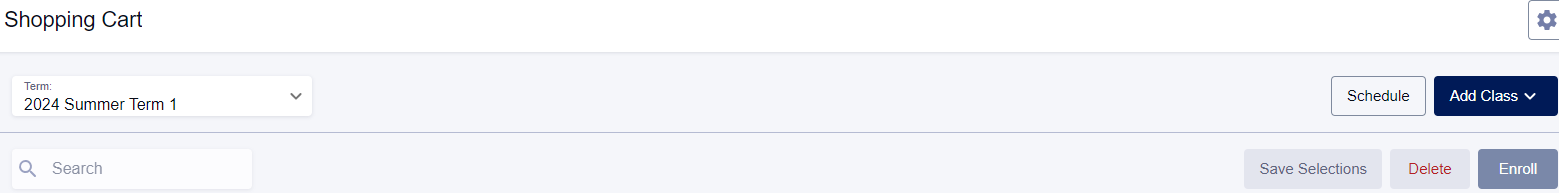 Shopping Cart
Term:
2024 Summer Term 1
Schedule
Add Class
Search
Save Selections
Delete
Enroll